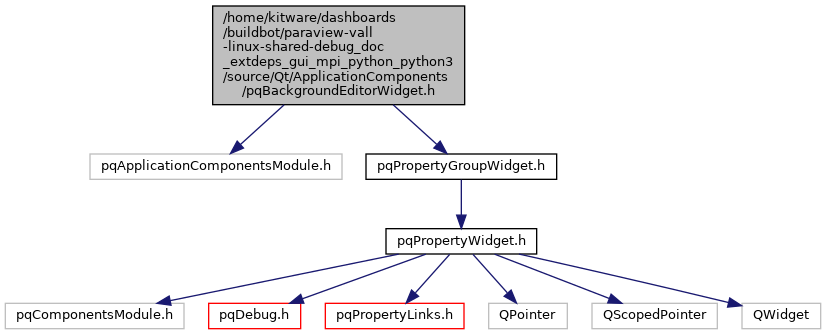 /home/kitware/dashboards
/buildbot/paraview-vall
-linux-shared-debug_doc
_extdeps_gui_mpi_python_python3
/source/Qt/ApplicationComponents
/pqBackgroundEditorWidget.h
pqApplicationComponentsModule.h
pqPropertyGroupWidget.h
pqPropertyWidget.h
pqComponentsModule.h
pqDebug.h
pqPropertyLinks.h
QPointer
QScopedPointer
QWidget